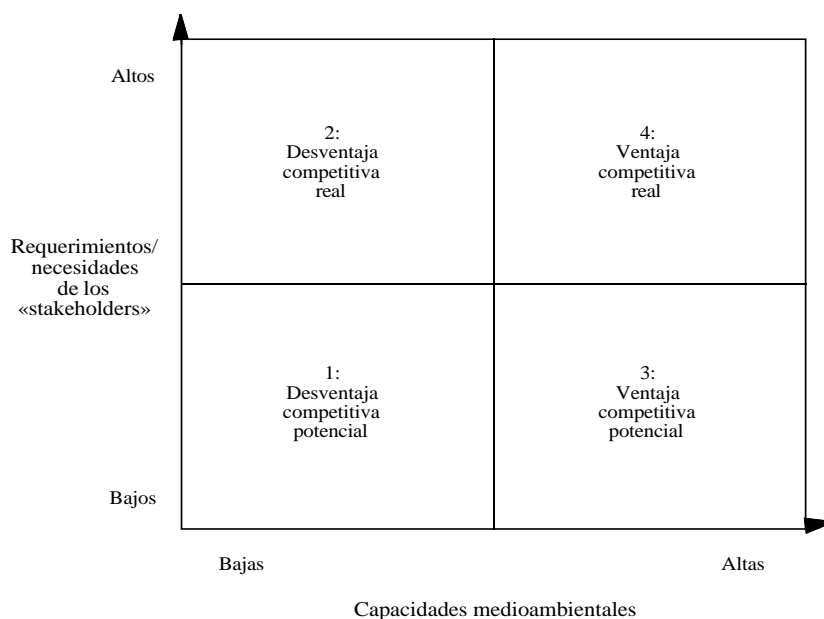 Altos
2:
Desventaja
competitiva
real
4:
Ventaja
competitiva
real
Requerimientos/
necesidades
de los
«stakeholders»
1:
Desventaja
competitiva
potencial
3:
Ventaja
competitiva
potencial
Bajos
Bajas
Altas
Capacidades medioambientales